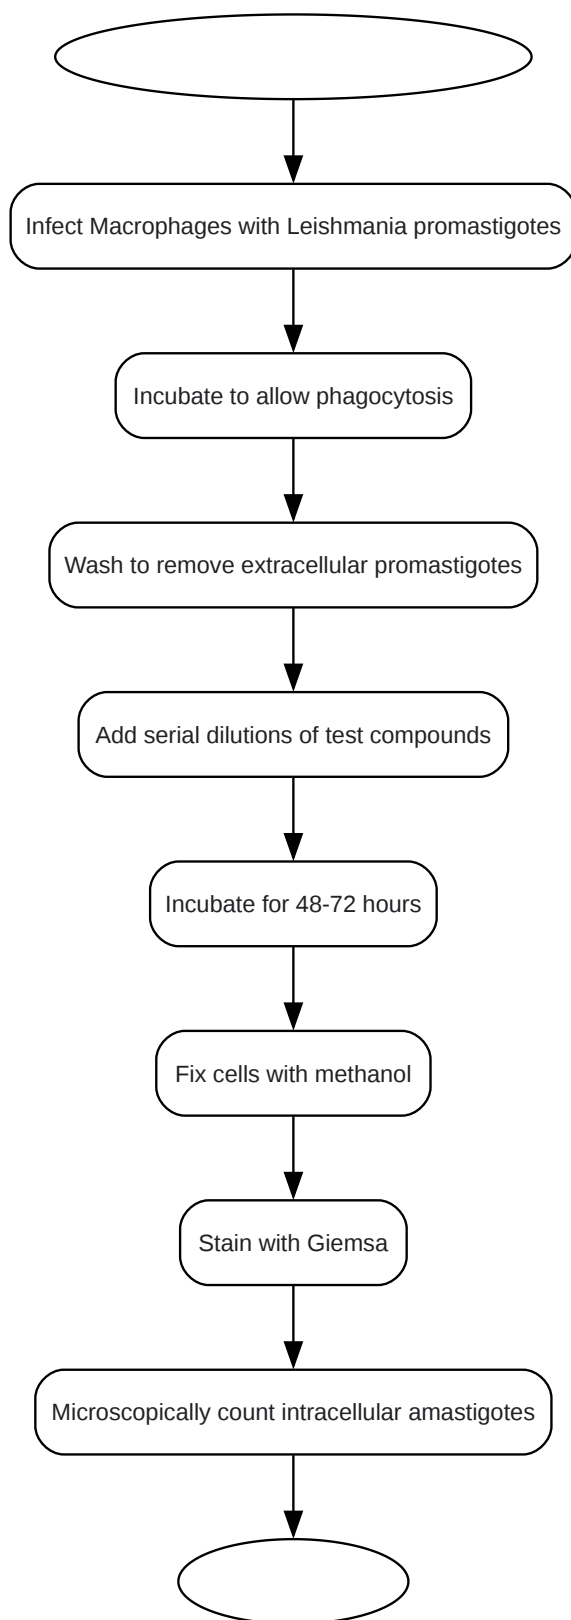 Infect Macrophages with Leishmania promastigotes
Incubate to allow phagocytosis
Wash to remove extracellular promastigotes
Add serial dilutions of test compounds
Incubate for 48-72 hours
Fix cells with methanol
Stain with Giemsa
Microscopically count intracellular amastigotes